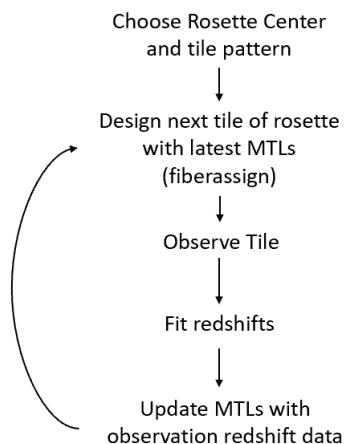 Choose Rosette Center
and tile pattern
Design next tile of rosette
with latest MTLs
(fiberassign)
Observe Tile
Fit redshifts
Update MTLs with
observation redshift data